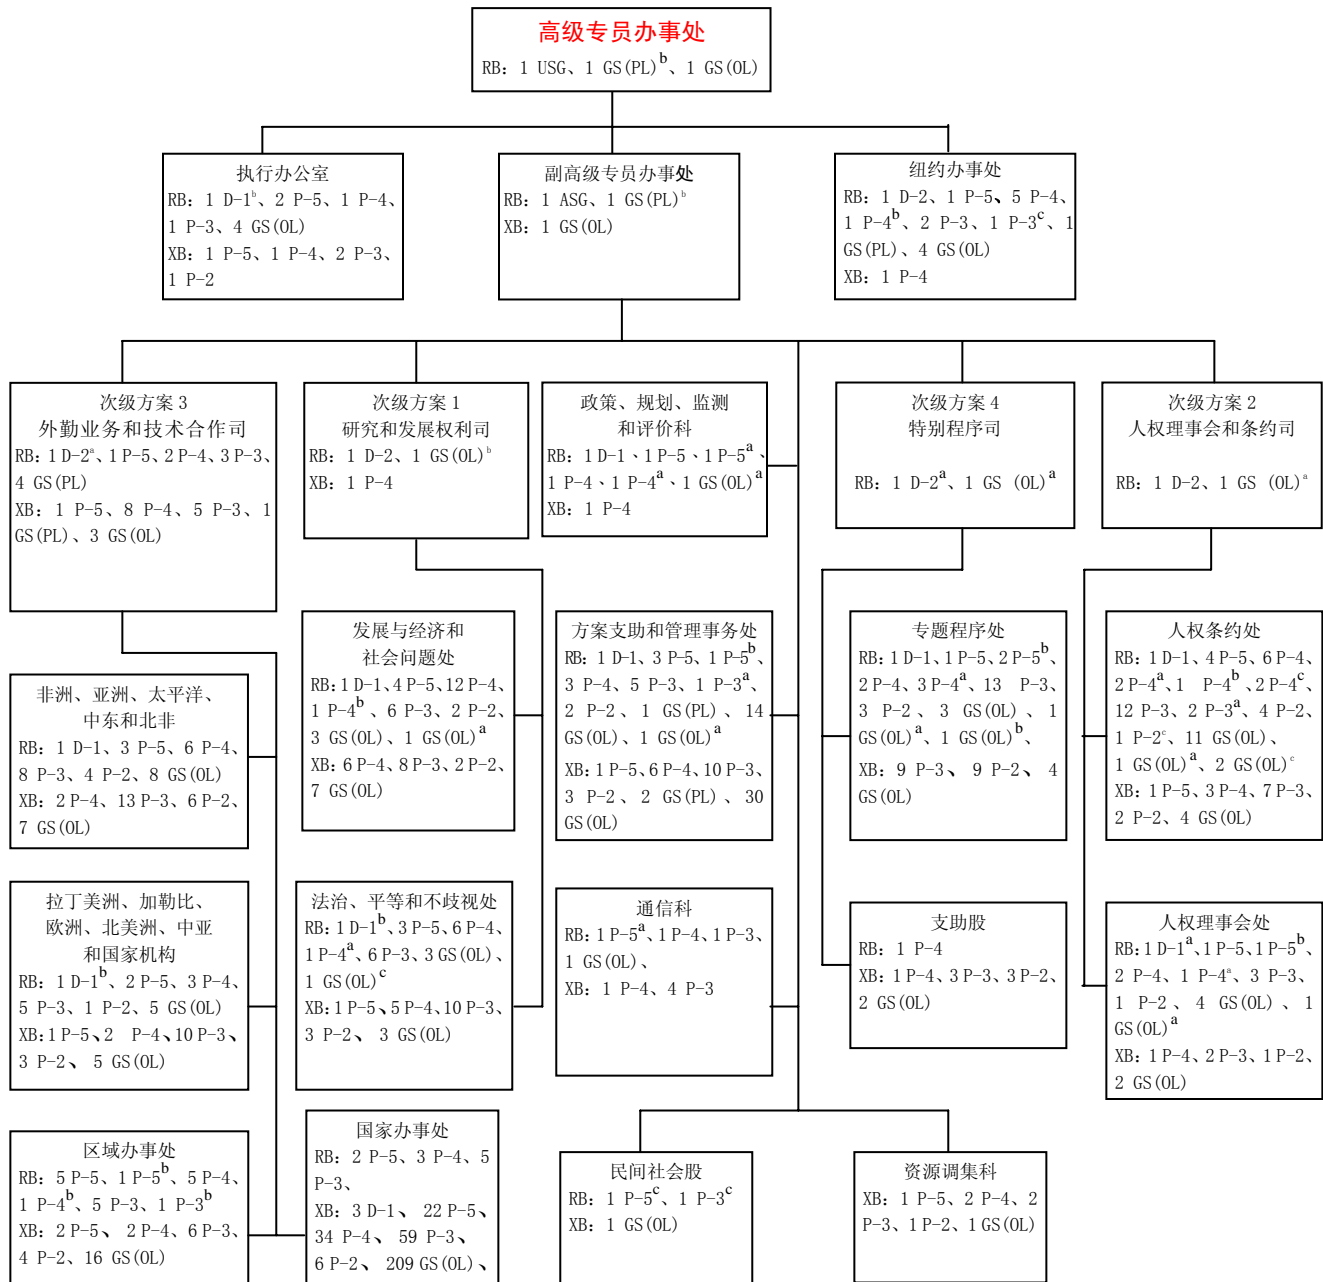 高级专员办事处
RB: 1 USG、1 GS(PL)b、1 GS(OL)
执行办公室
RB: 1 D-1b、2 P-5、1 P-4、
1 P-3、4 GS(OL)
XB: 1 P-5、1 P-4、2 P-3、
1 P-2
副高级专员办事处
RB: 1 ASG、1 GS(PL)b
XB: 1 GS(OL)
纽约办事处
RB: 1 D-2、1 P-5、5 P-4、
1 P-4b、2 P-3、1 P-3c、1
GS(PL)、4 GS(OL)
XB: 1 P-4
次级方案 3
外勤业务和技术合作司
RB: 1 D-2a、1 P-5、2 P-4、3 P-3、
4 GS(PL)
XB: 1 P-5、8 P-4、5 P-3、1
GS(PL)、3 GS(OL)
次级方案 1
研究和发展权利司
RB: 1 D-2、1 GS(OL)b
XB: 1 P-4
政策、规划、监测
和评价科
RB: 1 D-1、1 P-5、1 P-5a、
1 P-4、1 P-4a、1 GS(OL)a
XB: 1 P-4
次级方案 4
特别程序司
RB: 1 D-2a、1 GS (OL)a
次级方案 2
人权理事会和条约司
RB: 1 D-2、1 GS (OL)a
发展与经济和
社会问题处
RB: 1 D-1、4 P-5、12 P-4、
1 P-4b、6 P-3、2 P-2、
3 GS(OL)、1 GS(OL)a
XB: 6 P-4、8 P-3、2 P-2、
7 GS(OL)
方案支助和管理事务处
RB: 1 D-1、3 P-5、1 P-5b、
3 P-4、5 P-3、1 P-3a、
2 P-2、1 GS(PL)、14
GS(OL)、1 GS(OL)a
XB: 1 P-5、6 P-4、10 P-3、
3 P-2、2 GS(PL)、30
GS(OL)
专题程序处
RB: 1 D-1、1 P-5、2 P-5b、
2 P-4、3 P-4a、13 P-3、
3 P-2、3 GS(OL)、1
GS(OL)a、1 GS(OL)b、
XB: 9 P-3、9 P-2、4
GS(OL)
人权条约处
RB: 1 D-1、4 P-5、6 P-4、
2 P-4a、1 P-4b、2 P-4c、
12 P-3、2 P-3a、4 P-2、
1 P-2c、11 GS(OL)、
1 GS(OL)a、2 GS(OL)c
XB: 1 P-5、3 P-4、7 P-3、
2 P-2、4 GS(OL)
非洲、亚洲、太平洋、
中东和北非
RB: 1 D-1、3 P-5、6 P-4、
8 P-3、4 P-2、8 GS(OL)
XB: 2 P-4、13 P-3、6 P-2、
7 GS(OL)
拉丁美洲、加勒比、
欧洲、北美洲、中亚
和国家机构
RB: 1 D-1b、2 P-5、3 P-4、
5 P-3、1 P-2、5 GS(OL)
XB: 1 P-5、2 P-4、10 P-3、
3 P-2、5 GS(OL)
法治、平等和不歧视处
RB: 1 D-1b、3 P-5、6 P-4、
1 P-4a、6 P-3、3 GS(OL)、
1 GS(OL)c
XB: 1 P-5、5 P-4、10 P-3、
3 P-2、3 GS(OL)
通信科
RB: 1 P-5a、1 P-4、1 P-3、
1 GS(OL)、
XB: 1 P-4、4 P-3
支助股
RB: 1 P-4
XB: 1 P-4、3 P-3、3 P-2、
2 GS(OL)
人权理事会处
RB: 1 D-1a、1 P-5、1 P-5b、
2 P-4、1 P-4a、3 P-3、
1 P-2、4 GS(OL)、1
GS(OL)a
XB: 1 P-4、2 P-3、1 P-2、
2 GS(OL)
区域办事处
RB: 5 P-5、1 P-5b、5 P-4、
1 P-4b、5 P-3、1 P-3b
XB: 2 P-5、2 P-4、6 P-3、
4 P-2、16 GS(OL)
国家办事处
RB: 2 P-5、3 P-4、5
P-3、
XB: 3 D-1、22 P-5、
34 P-4、59 P-3、
6 P-2、209 GS(OL)、
民间社会股
RB: 1 P-5c、1 P-3c
XB: 1 GS(OL)
资源调集科
XB: 1 P-5、2 P-4、2
P-3、1 P-2、1 GS(OL)